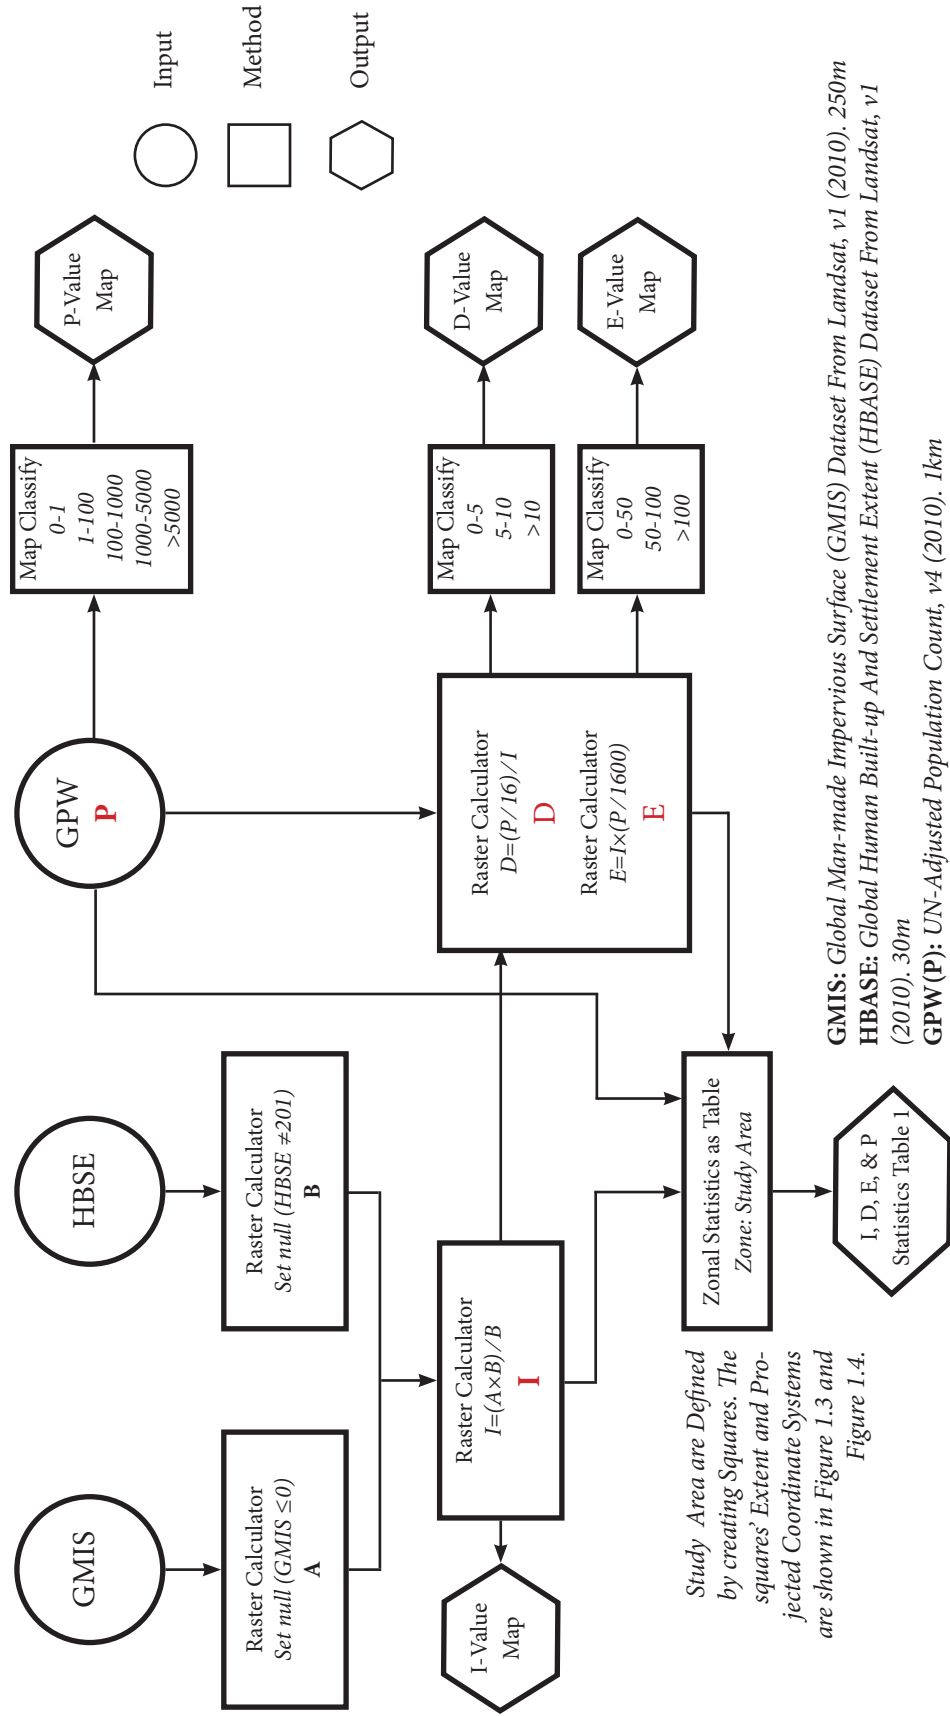 GMIS
HBSE
GPW
P
Raster Calculator
Set null (GMIS ≤0)
A
Raster Calculator
Set null (HBSE ≠201)
B
Map Classify
0-1
1-100
100-1000
1000-5000
>5000
P-Value
Map
Input
Method
Output
I-Value
Map
Raster Calculator
I=(A×B)/B
I
Raster Calculator
D=(P/16)/I
D
Raster Calculator
E=I×(P/1600)
E
Map Classify
0-5
5-10
>10
D-Value
Map
Map Classify
0-50
50-100
>100
E-Value
Map
Study Area are Defined
by creating Squares. The
squares' Extent and Pro-
jected Coordinate Systems
are shown in Figure 1.3 and
Figure 1.4.
Zonal Statistics as Table
Zone: Study Area
I, D, E, & P
Statistics Table 1
GMIS: Global Man-made Impervious Surface (GMIS) Dataset From Landsat, v1 (2010). 250m
HBASE: Global Human Built-up And Settlement Extent (HBASE) Dataset From Landsat, v1
(2010). 30m
GPW(P): UN-Adjusted Population Count, v4 (2010). 1km